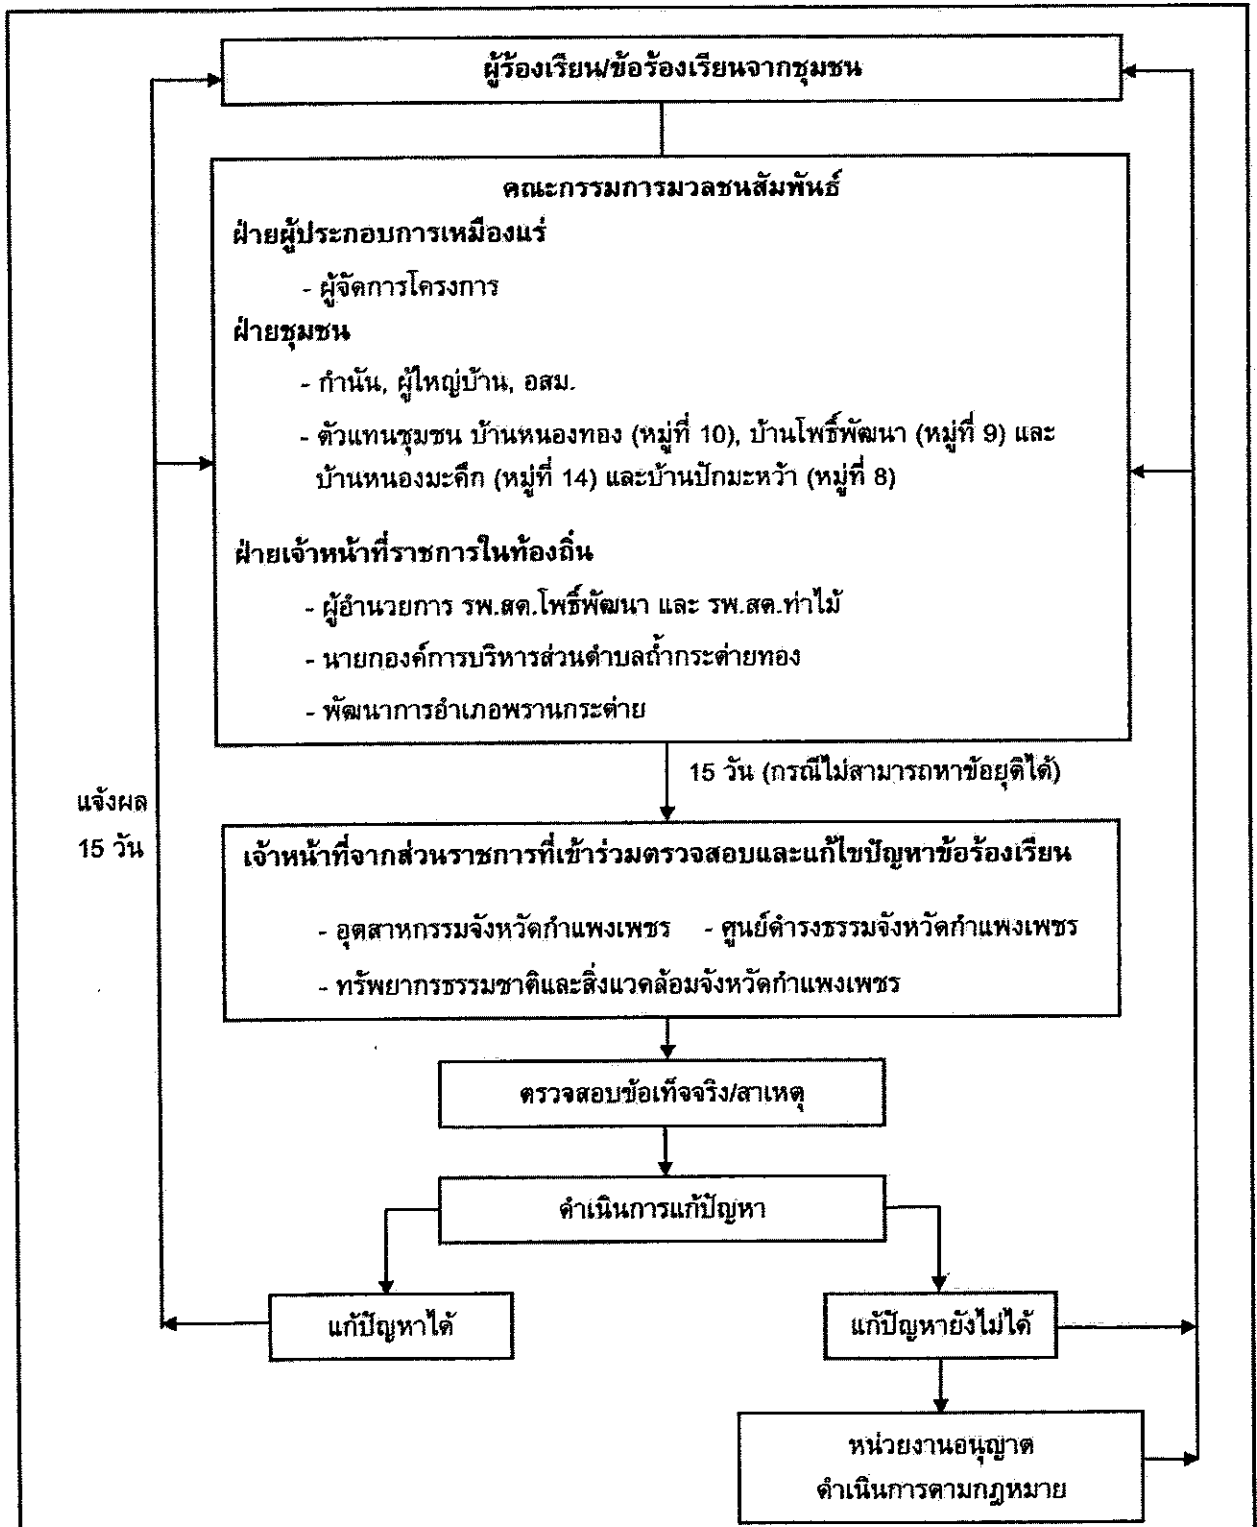 ผู้ร้องเรียน/ข้อร้องเรียนจากชุมชน
คณะกรรมการมวลชนสัมพันธ์
ฝ่ายผู้ประกอบการเหมืองแร่
- ผู้จัดการโครงการ
ฝ่ายชุมชน
- กำนัน, ผู้ใหญ่บ้าน, อสม.
- ตัวแทนชุมชน บ้านหนองทอง (หมู่ที่ 10), บ้านโพธิ์พัฒนา (หมู่ที่ 9) และ
บ้านหนองมะคึก (หมู่ที่ 14) และบ้านปักมะหว้า (หมู่ที่ 8)
ฝ่ายเจ้าหน้าที่ราชการในท้องถิ่น
- ผู้อำนวยการ รพ.สต.โพธิ์พัฒนา และ รพ.สต.ท่าไม้
- นายกองค์การบริหารส่วนตำบลถ้ำกระต่ายทอง
- พัฒนาการอำเภอพรานกระต่าย
15 วัน (กรณีไม่สามารถหาข้อยุติได้)
แจ้งผล
15 วัน
เจ้าหน้าที่จากส่วนราชการที่เข้าร่วมตรวจสอบและแก้ไขปัญหาข้อร้องเรียน
- อุตสาหกรรมจังหวัดกำแพงเพชร - ศูนย์ดำรงธรรมจังหวัดกำแพงเพชร
- ทรัพยากรธรรมชาติและสิ่งแวดล้อมจังหวัดกำแพงเพชร
ตรวจสอบข้อเท็จจริง/สาเหตุ
ดำเนินการแก้ปัญหา
แก้ปัญหาได้
แก้ปัญหายังไม่ได้
หน่วยงานอนุญาต
ดำเนินการตามกฎหมาย